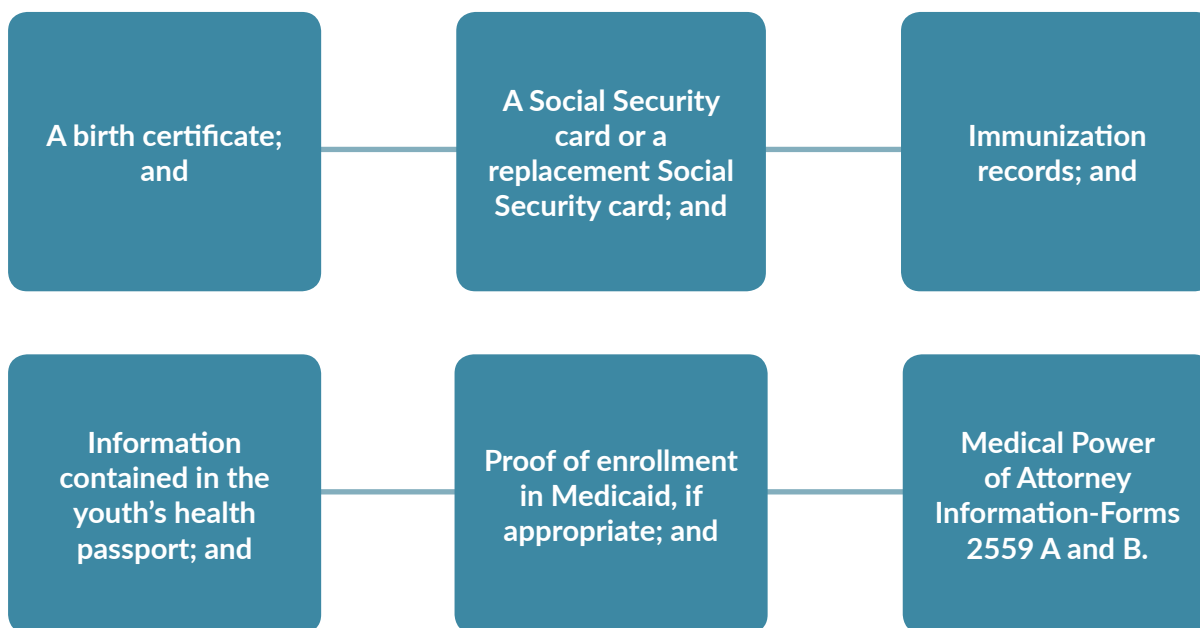 A birth certificate;
and
A Social Security
card or a
replacement Social
Security card; and
Immunization
records; and
Information
contained in the
youth’s health
passport; and
Proof of enrollment
in Medicaid, if
appropriate; and
Medical Power
of Attorney
Information-Forms
2559 A and B.